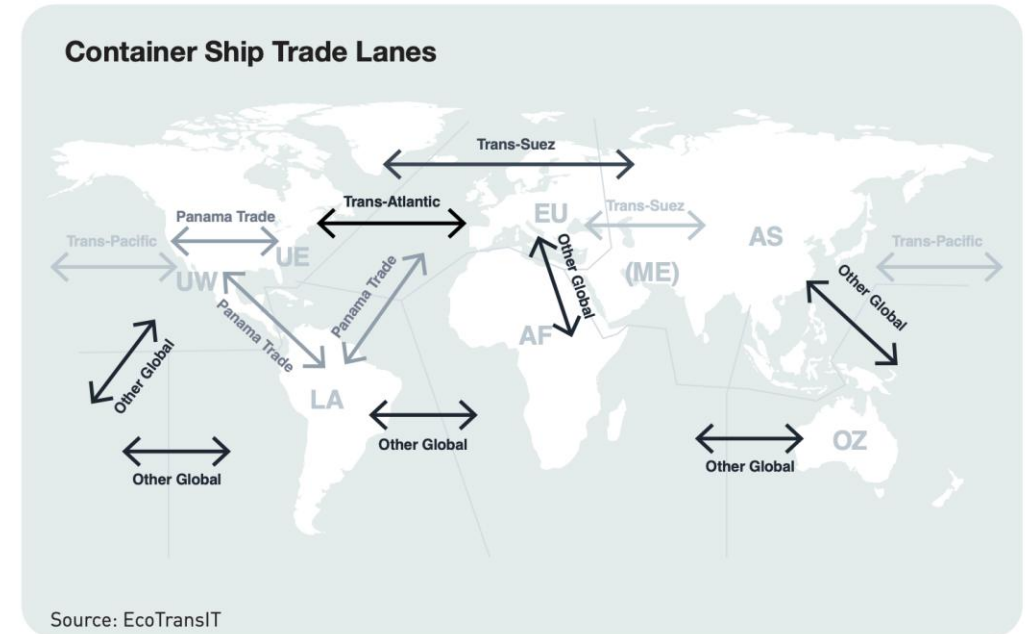 Container Ship Trade Lanes
Trans-Suez
Trans-Atlantic
Panama Trade
EU
Trans-Suez
Trans-Pacific
UE
AS
Trans-Pacific
UW
Panama Trade
Panama Trade
Other Global
(ME)
Other Global
Other Global
AF
LA
Other Global
Other Global
OZ
Other Global
Source: EcoTransIT